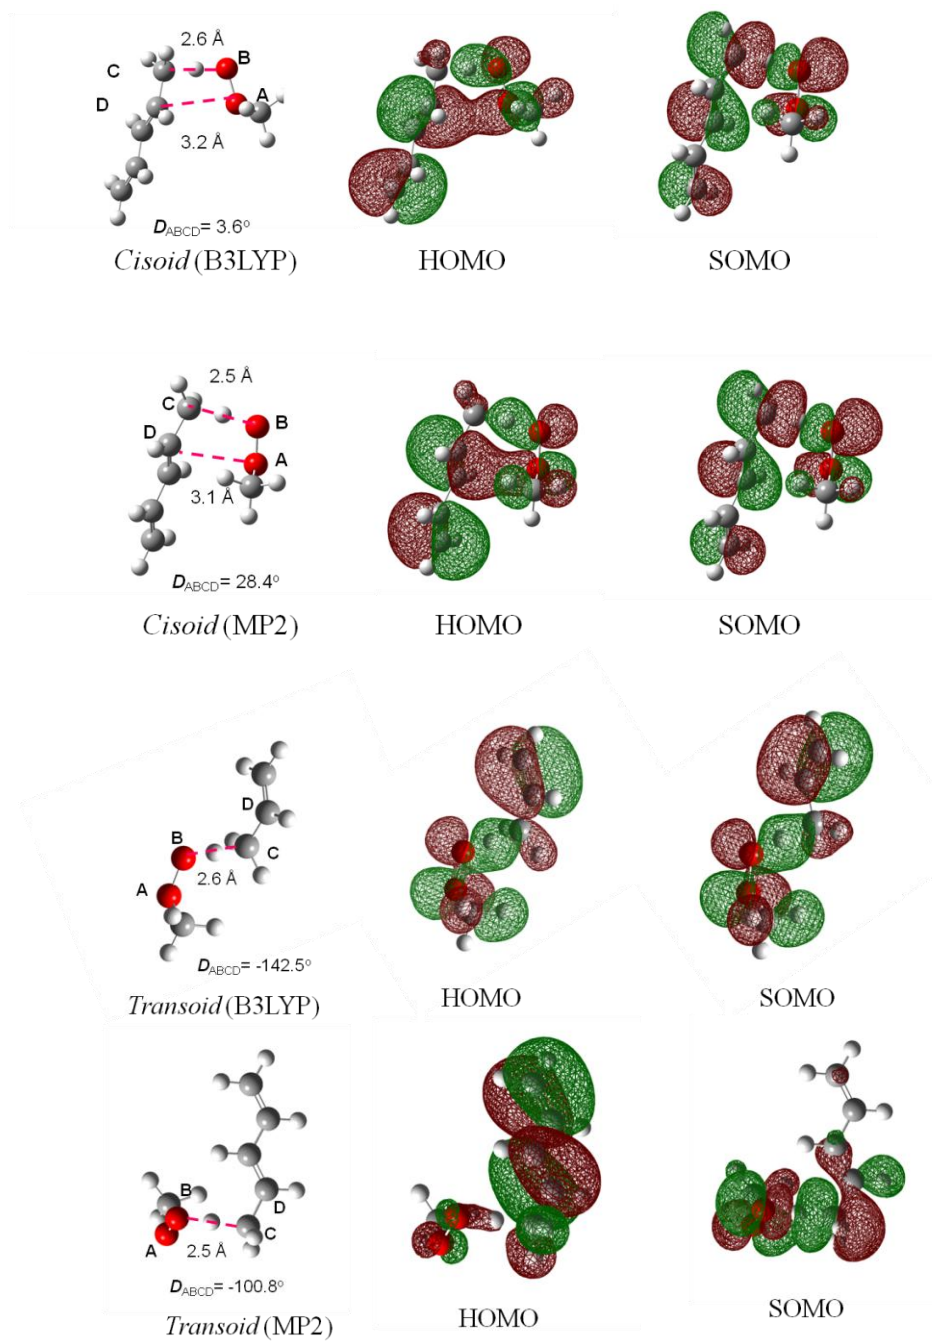 2.6 Å
B
C
A
D
3.2 Å
DABCD= 3.6°
Cisoid (B3LYP)
HOMO
SOMO
2.5 Å
C
B
D
A
3.1 Å
DABCD = 28.4°
Cisoid (MP2)
HOMO
SOMO
D
B
C
2.6 Å
A
DABCD= -142.5°
Transoid (B3LYP)
HOMO
SOMO
B
D
A
2.5 Å
C
DABCD= -100.8°
Transoid (MP2)
HOMO
SOMO